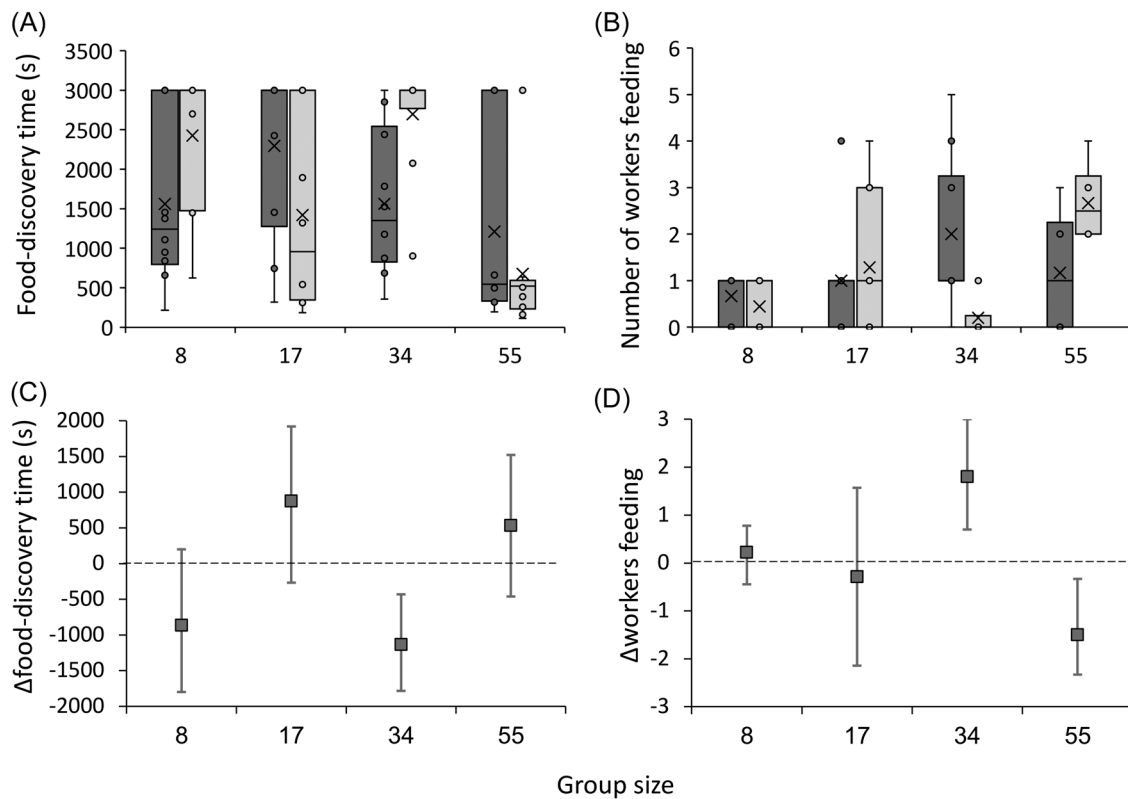 (A)
Food-discovery time (s)
3500
3000
2500
2000
1500
1000
500
0
8 17 34 55
(B)
Number of workers feeding
6
5
4
3
2
1
0
8 17 34 55
(C)
Δfood-discovery time (s)
2000
1500
1000
500
0
-500
-1000
-1500
-2000
8 17 34 55
(D)
Δworkers feeding
3
2
1
0
-1
-2
-3
8 17 34 55
Group size